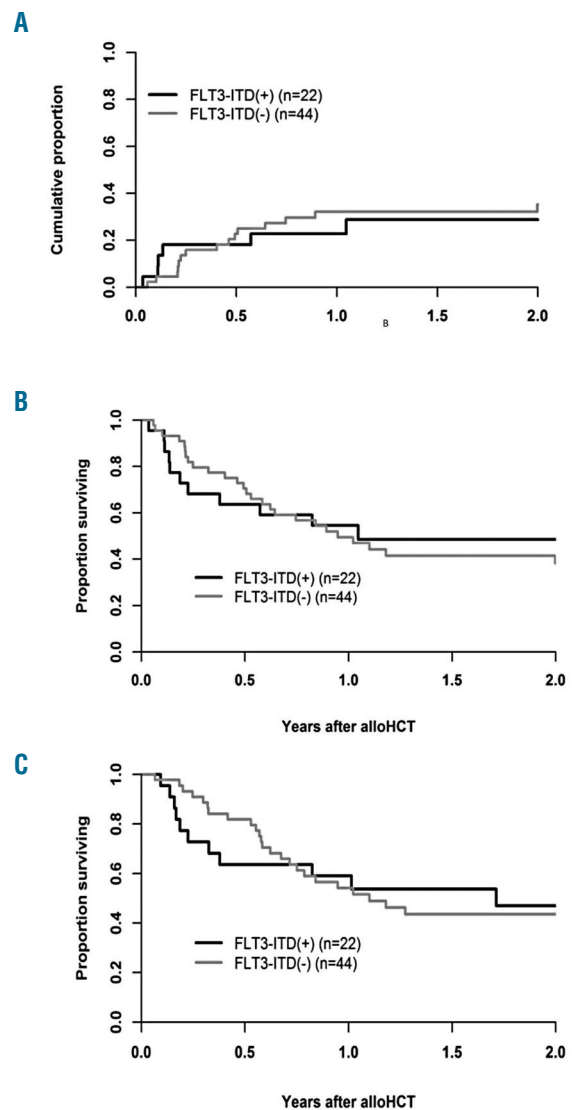 A
Cumulative proportion
1.0
0.8
0.6
0.4
0.2
0.0
FLT3-ITD(+) (n=22)
FLT3-ITD(-) (n=44)
0.0 0.5 1.0 1.5 2.0
B
B
Proportion surviving
1.0
0.8
0.6
0.4
0.2
0.0
FLT3-ITD(+) (n=22)
FLT3-ITD(-) (n=44)
0.0 0.5 1.0 1.5 2.0
Years after alloHCT
C
Proportion surviving
1.0
0.8
0.6
0.4
0.2
0.0
FLT3-ITD(+) (n=22)
FLT3-ITD(-) (n=44)
0.0 0.5 1.0 1.5 2.0
Years after alloHCT